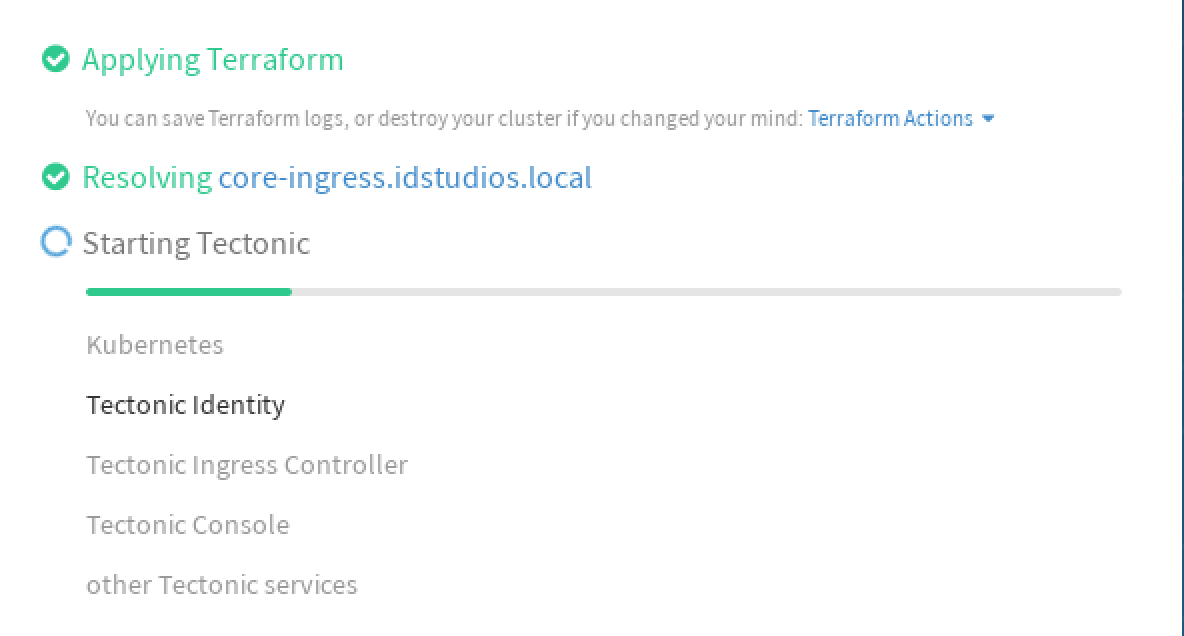 Applying Terraform
You can save Terraform logs, or destroy your cluster if you changed your mind: Terraform Actions
Resolving core-ingress.idstudios.local
Starting Tectonic
Kubernetes
Tectonic Identity
Tectonic Ingress Controller
Tectonic Console
other Tectonic services